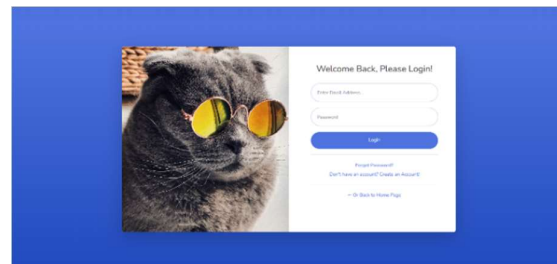 Welcome Back, Please Login!
Enter Email Address...
Password
Login
Forgot Password?
Don't have an account? Create an Account!
← Or Back to Home Page